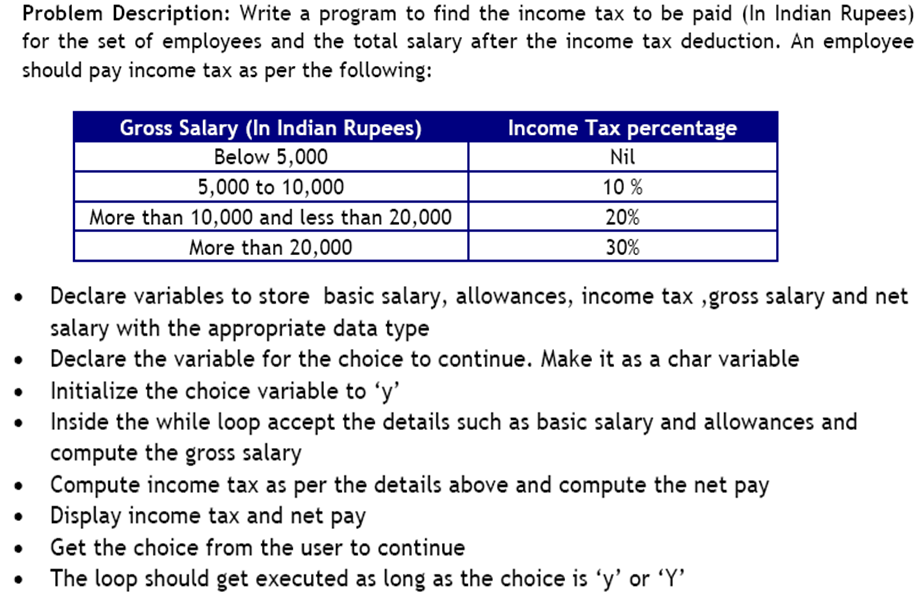 Problem Description: Write a program to find the income tax to be paid (In Indian Rupees)
for the set of employees and the total salary after the income tax deduction. An employee
should pay income tax as per the following:
Gross Salary (In Indian Rupees) Income Tax percentage
Below 5,000 Nil
5,000 to 10,000 10 %
More than 10,000 and less than 20,000 20%
More than 20,000 30%
• Declare variables to store basic salary, allowances, income tax ,gross salary and net
salary with the appropriate data type
• Declare the variable for the choice to continue. Make it as a char variable
• Initialize the choice variable to ‘y’
• Inside the while loop accept the details such as basic salary and allowances and
compute the gross salary
• Compute income tax as per the details above and compute the net pay
• Display income tax and net pay
• Get the choice from the user to continue
• The loop should get executed as long as the choice is ‘y’ or ‘Y’